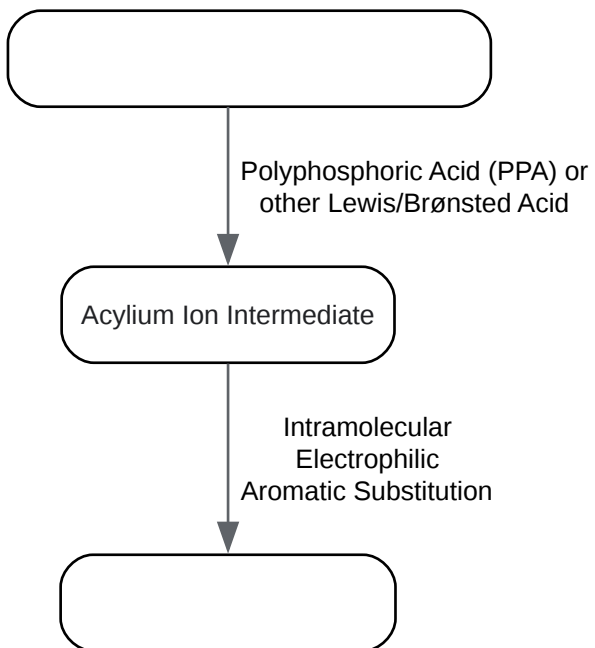 Polyphosphoric Acid (PPA) or
other Lewis/Brønsted Acid
Acylium Ion Intermediate
Intramolecular
Electrophilic
Aromatic Substitution